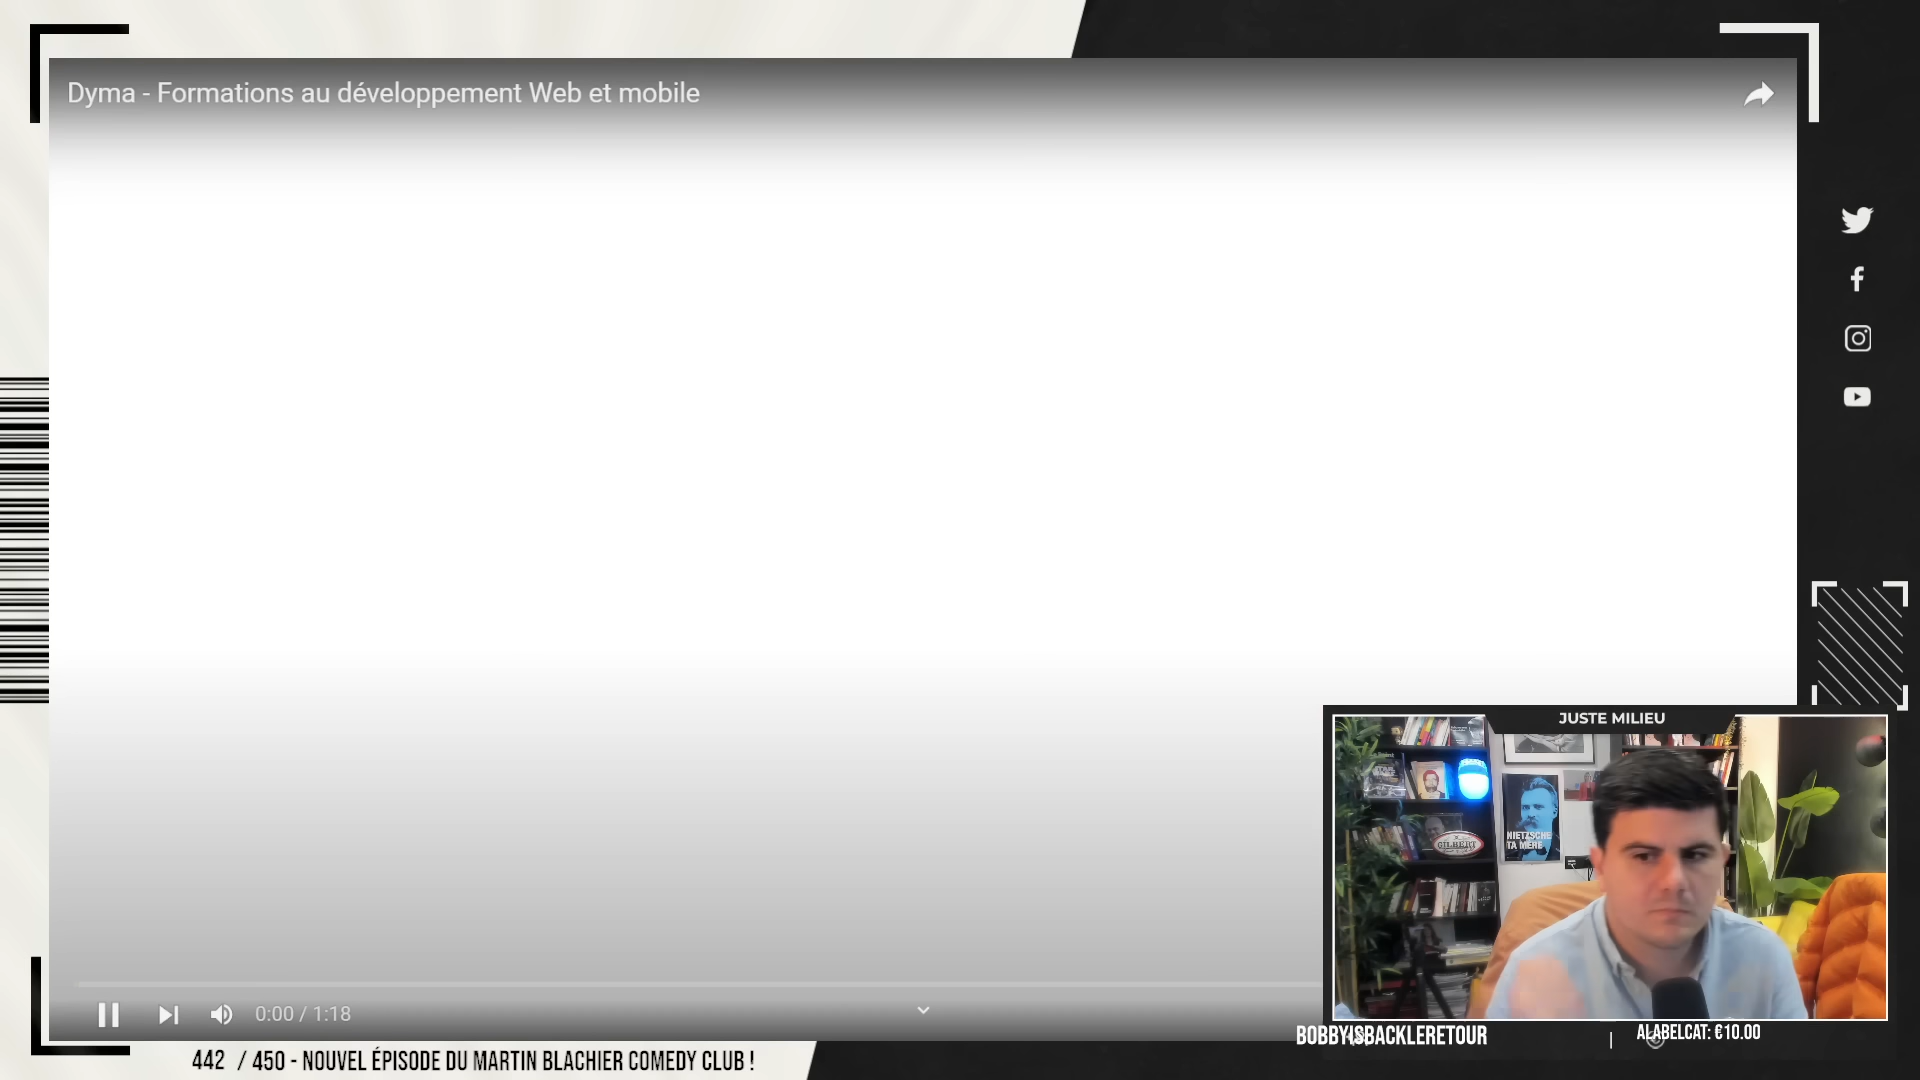 Dyma - Formations au développement Web et mobile
JUSTE MILIEU
NIETZSCHE
TA MÈRE
GILBERT
0:00 / 1:18
BOBBYISBACKLERETOUR
| ALABELCAT: €10.00
442 / 450 - NOUVEL ÉPISODE DU MARTIN BLACHIER COMEDY CLUB !